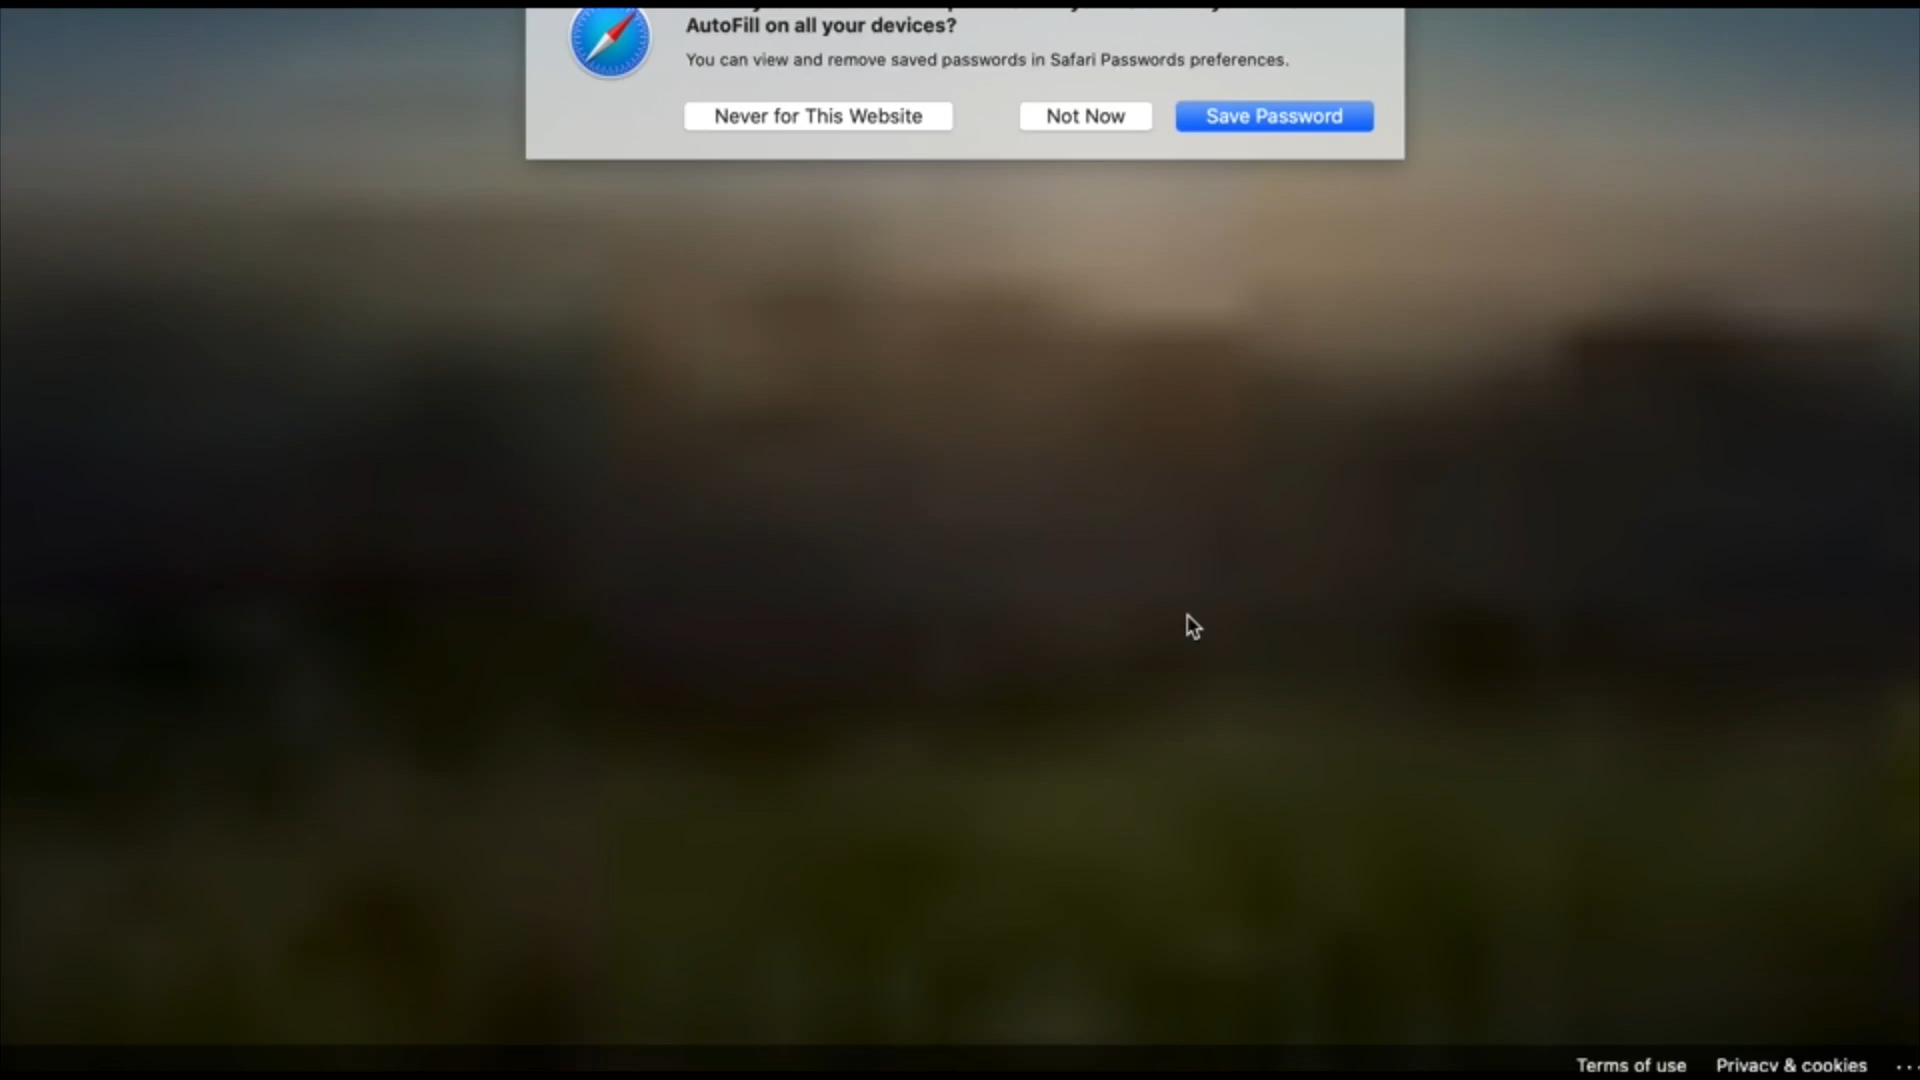 AutoFill on all your devices?
You can view and remove saved passwords in Safari Passwords preferences.
Never for This Website
Not Now
Save Password
Terms of use
Privacy & cookies
...